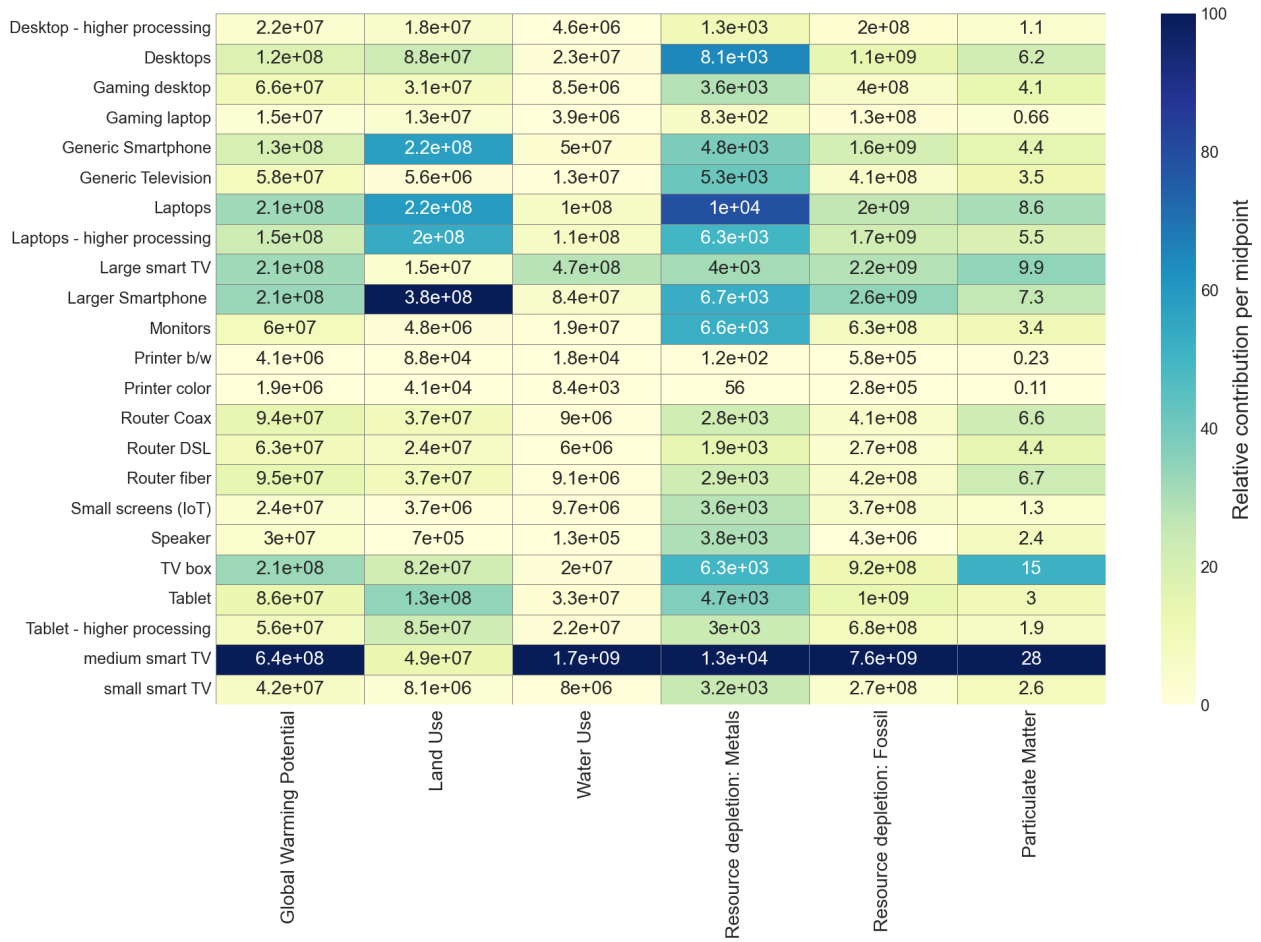 Desktop - higher processing 2.2e+07 1.8e+07 4.6e+06 1.3e+03 2e+08 1.1
Desktops 1.2e+08 8.8e+07 2.3e+07 8.1e+03 1.1e+09 6.2
Gaming desktop 6.6e+07 3.1e+07 8.5e+06 3.6e+03 4e+08 4.1
Gaming laptop 1.5e+07 1.3e+07 3.9e+06 8.3e+02 1.3e+08 0.66
Generic Smartphone 1.3e+08 2.2e+08 5e+07 4.8e+03 1.6e+09 4.4
Generic Television 5.8e+07 5.6e+06 1.3e+07 5.3e+03 4.1e+08 3.5
Laptops 2.1e+08 2.2e+08 1e+08 1e+04 2e+09 8.6
Laptops - higher processing 1.5e+08 2e+08 1.1e+08 6.3e+03 1.7e+09 5.5
Large smart TV 2.1e+08 1.5e+07 4.7e+08 4e+03 2.2e+09 9.9
Larger Smartphone 2.1e+08 3.8e+08 8.4e+07 6.7e+03 2.6e+09 7.3
Monitors 6e+07 4.8e+06 1.9e+07 6.6e+03 6.3e+08 3.4
Printer b/w 4.1e+06 8.8e+04 1.8e+04 1.2e+02 5.8e+05 0.23
Printer color 1.9e+06 4.1e+04 8.4e+03 56 2.8e+05 0.11
Router Coax 9.4e+07 3.7e+07 9e+06 2.8e+03 4.1e+08 6.6
Router DSL 6.3e+07 2.4e+07 6e+06 1.9e+03 2.7e+08 4.4
Router fiber 9.5e+07 3.7e+07 9.1e+06 2.9e+03 4.2e+08 6.7
Small screens (IoT) 2.4e+07 3.7e+06 9.7e+06 3.6e+03 3.7e+08 1.3
Speaker 3e+07 7e+05 1.3e+05 3.8e+03 4.3e+06 2.4
TV box 2.1e+08 8.2e+07 2e+07 6.3e+03 9.2e+08 15
Tablet 8.6e+07 1.3e+08 3.3e+07 4.7e+03 1e+09 3
Tablet - higher processing 5.6e+07 8.5e+07 2.2e+07 3e+03 6.8e+08 1.9
medium smart TV 6.4e+08 4.9e+07 1.7e+09 1.3e+04 7.6e+09 28
small smart TV 4.2e+07 8.1e+06 8e+06 3.2e+03 2.7e+08 2.6
Global Warming Potential
Land Use
Water Use
Resource depletion: Metals
Resource depletion: Fossil
Particulate Matter
100
80
60
40
20
0
Relative contribution per midpoint